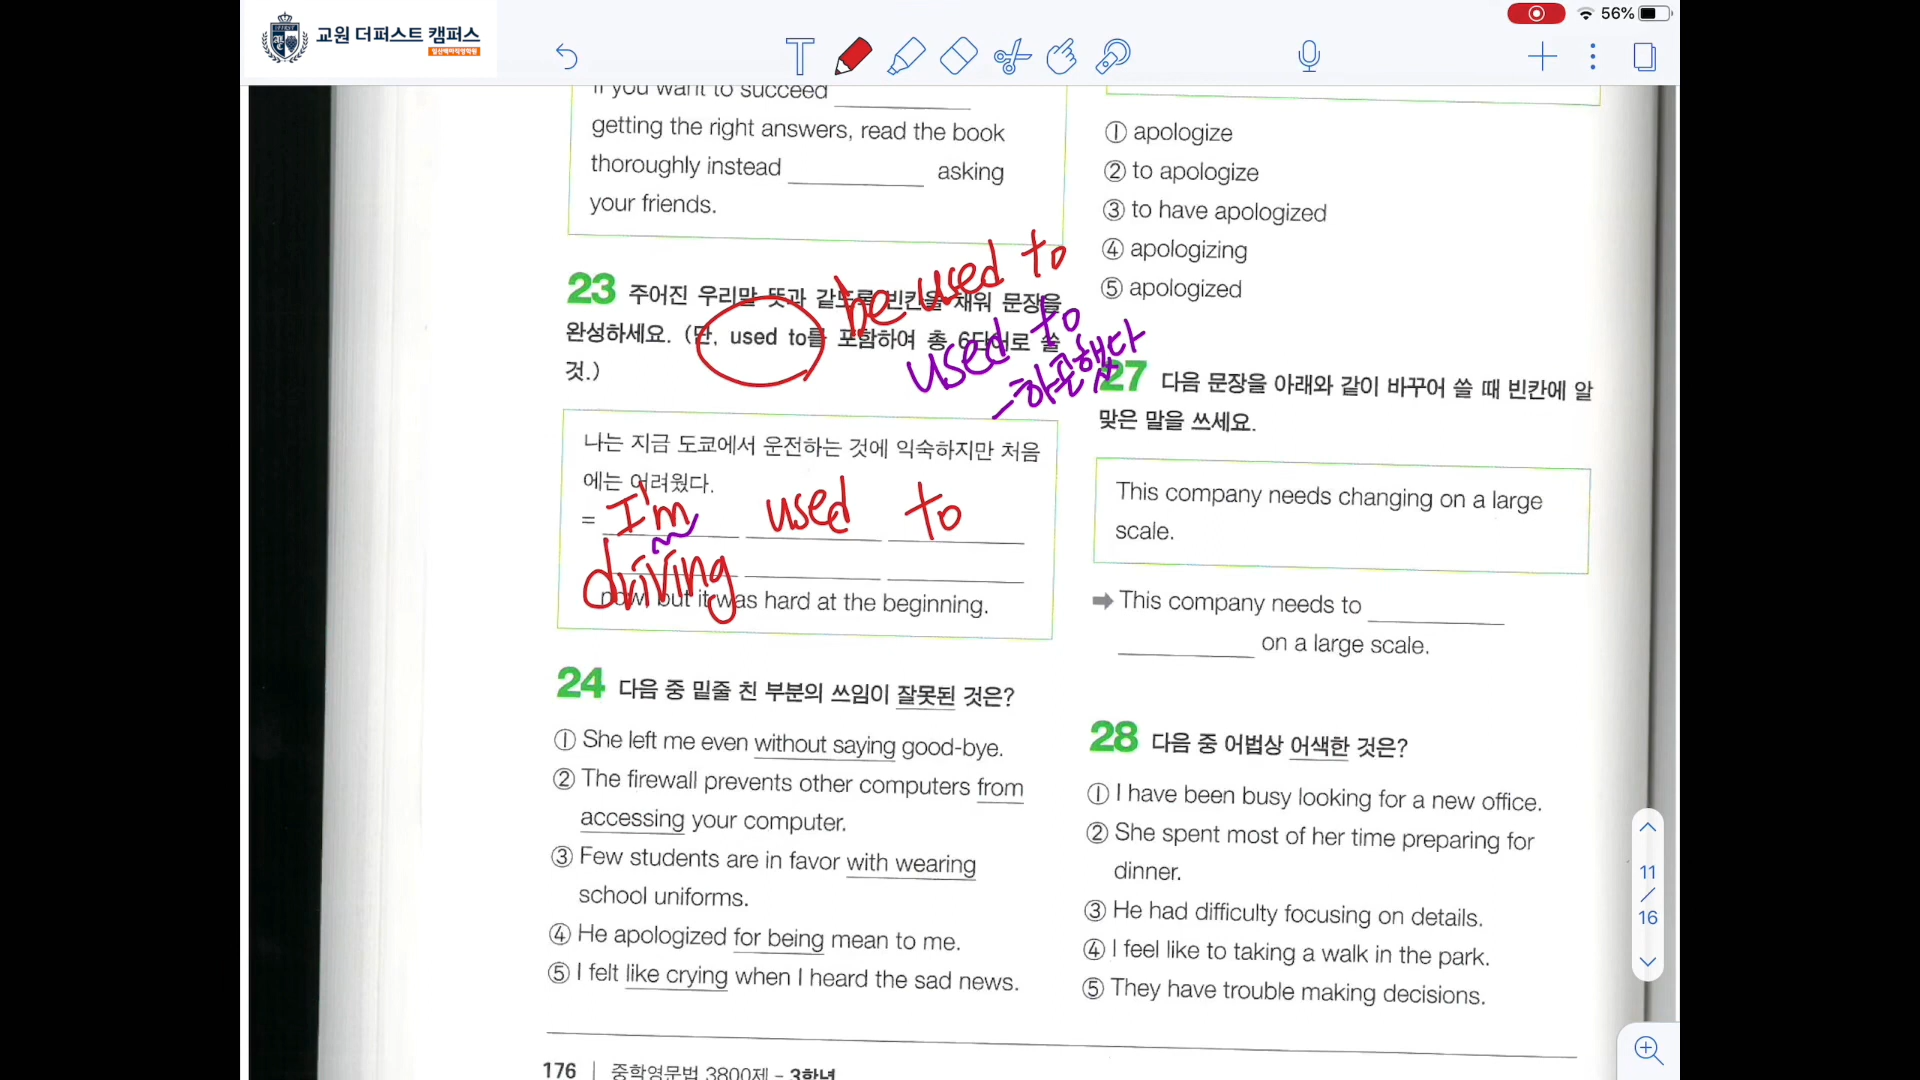 교원 더퍼스트 캠퍼스
56%
If you want to succeed
getting the right answers, read the book
thoroughly instead asking
your friends.
23 주어진 우리말 뜻과 같도록 빈칸을 채워 문장을
완성하세요. (단, used to를 포함하여 총 6단어로 쓸
것.)
be used to
used to
-하곤했다
나는 지금 도쿄에서 운전하는 것에 익숙하지만 처음
에는 어려웠다.
= I'm used to
driving
now, but it was hard at the beginning.
24 다음 중 밑줄 친 부분의 쓰임이 잘못된 것은?
① She left me even without saying good-bye.
② The firewall prevents other computers from
accessing your computer.
③ Few students are in favor with wearing
school uniforms.
④ He apologized for being mean to me.
⑤ I felt like crying when I heard the sad news.
176 | 중학영문법 3800제 – 3학년
① apologize
② to apologize
③ to have apologized
④ apologizing
⑤ apologized
27 다음 문장을 아래와 같이 바꾸어 쓸 때 빈칸에 알
맞은 말을 쓰세요.
This company needs changing on a large
scale.
➡ This company needs to
on a large scale.
28 다음 중 어법상 어색한 것은?
① I have been busy looking for a new office.
② She spent most of her time preparing for
dinner.
③ He had difficulty focusing on details.
④ I feel like to taking a walk in the park.
⑤ They have trouble making decisions.
11
/
16